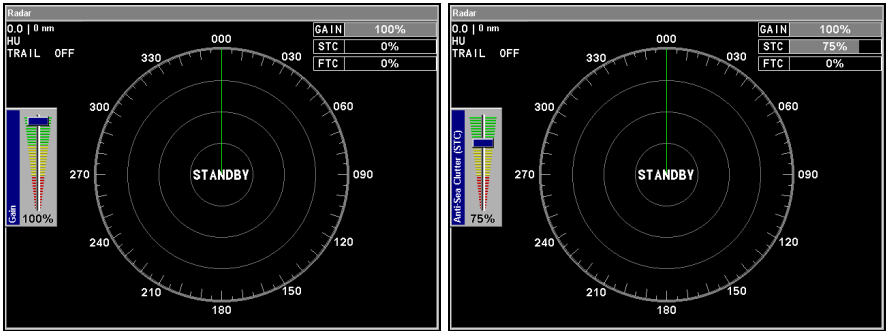 Radar
0.0 | 0 nm
HU
TRAIL OFF
GAIN 100%
STC 0%
FTC 0%
000
030
060
090
120
150
180
210
240
270
300
330
STANDBY
Gain
100%
Radar
0.0 | 0 nm
HU
TRAIL OFF
GAIN 100%
STC 75%
FTC 0%
000
030
060
090
120
150
180
210
240
270
300
330
STANDBY
Anti-Sea Clutter (STC)
75%